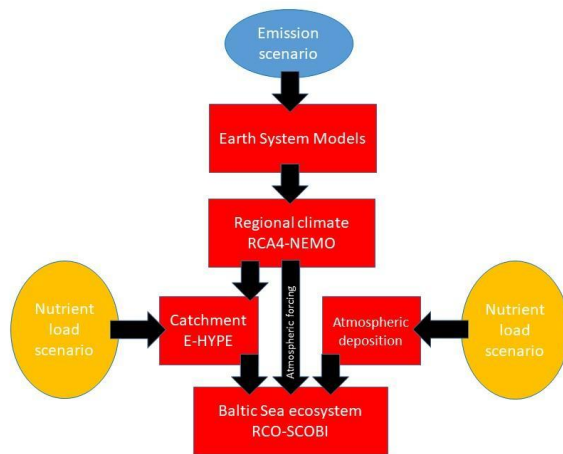 Emission
scenario
Earth System Models
Regional climate
RCA4-NEMO
Atmospheric forcing
Nutrient
load
scenario
Catchment
E-HYPE
Atmospheric
deposition
Nutrient
load
scenario
Baltic Sea ecosystem
RCO-SCOBI